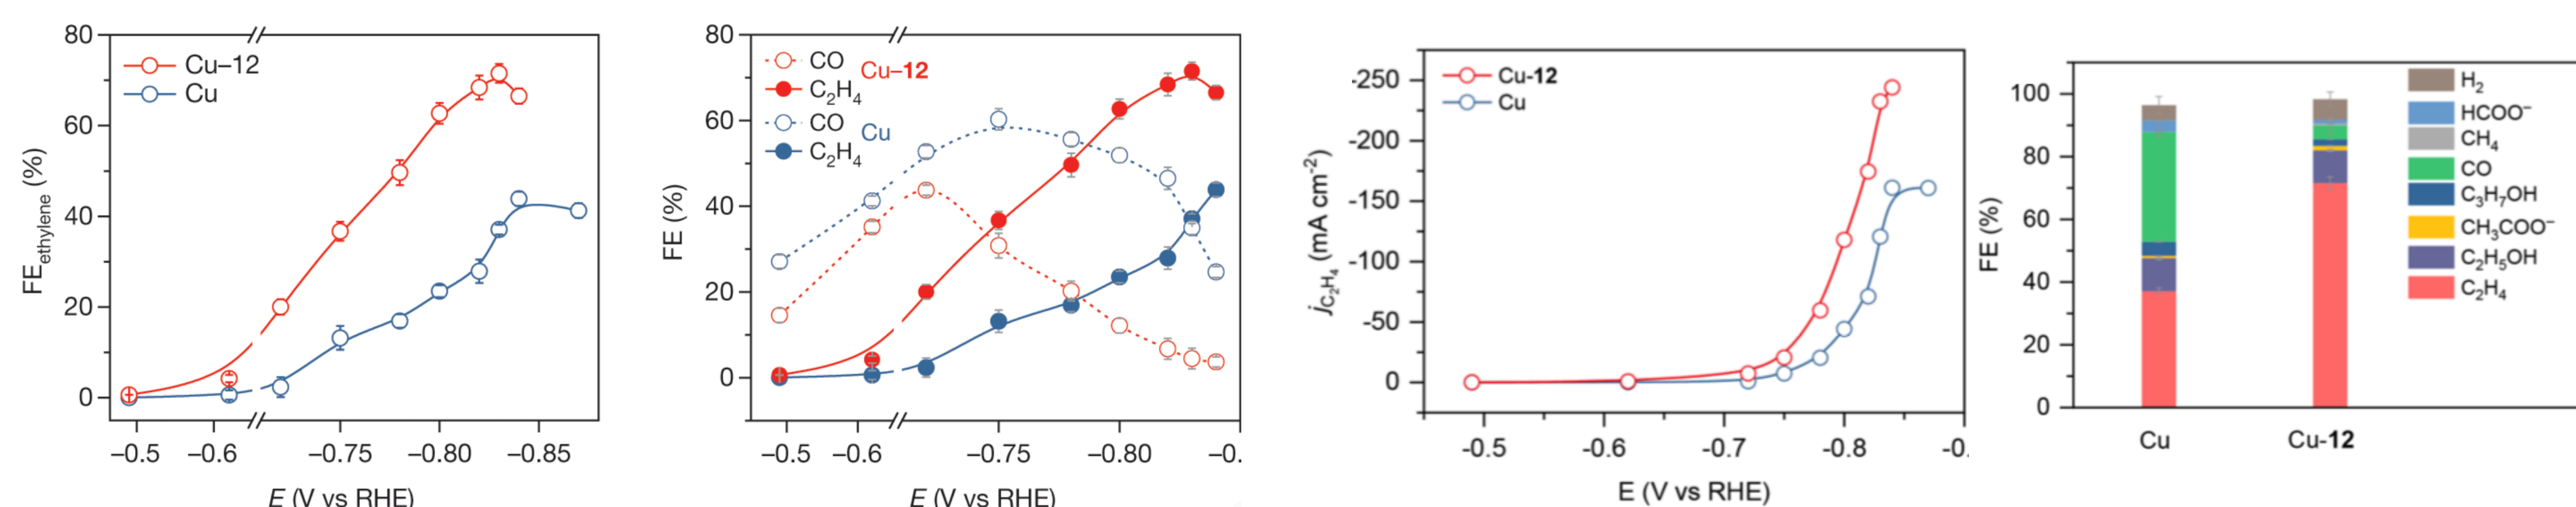 80
60
40
20
0
FEethylene (%)
Cu–12
Cu
–0.5 –0.6 –0.75 –0.80 –0.85
E (V vs RHE)
80
60
40
20
0
FE (%)
CO
C2H4
Cu–12
CO
C2H4
Cu
–0.5 –0.6 –0.75 –0.80 –0.
E (V vs RHE)
-250
-200
-150
-100
-50
0
jC2H4 (mA cm-2)
Cu-12
Cu
-0.5 -0.6 -0.7 -0.8 -0.
E (V vs RHE)
100
80
60
40
20
0
FE (%)
H2
HCOO−
CH4
CO
C3H7OH
CH3COO−
C2H5OH
C2H4
Cu Cu-12